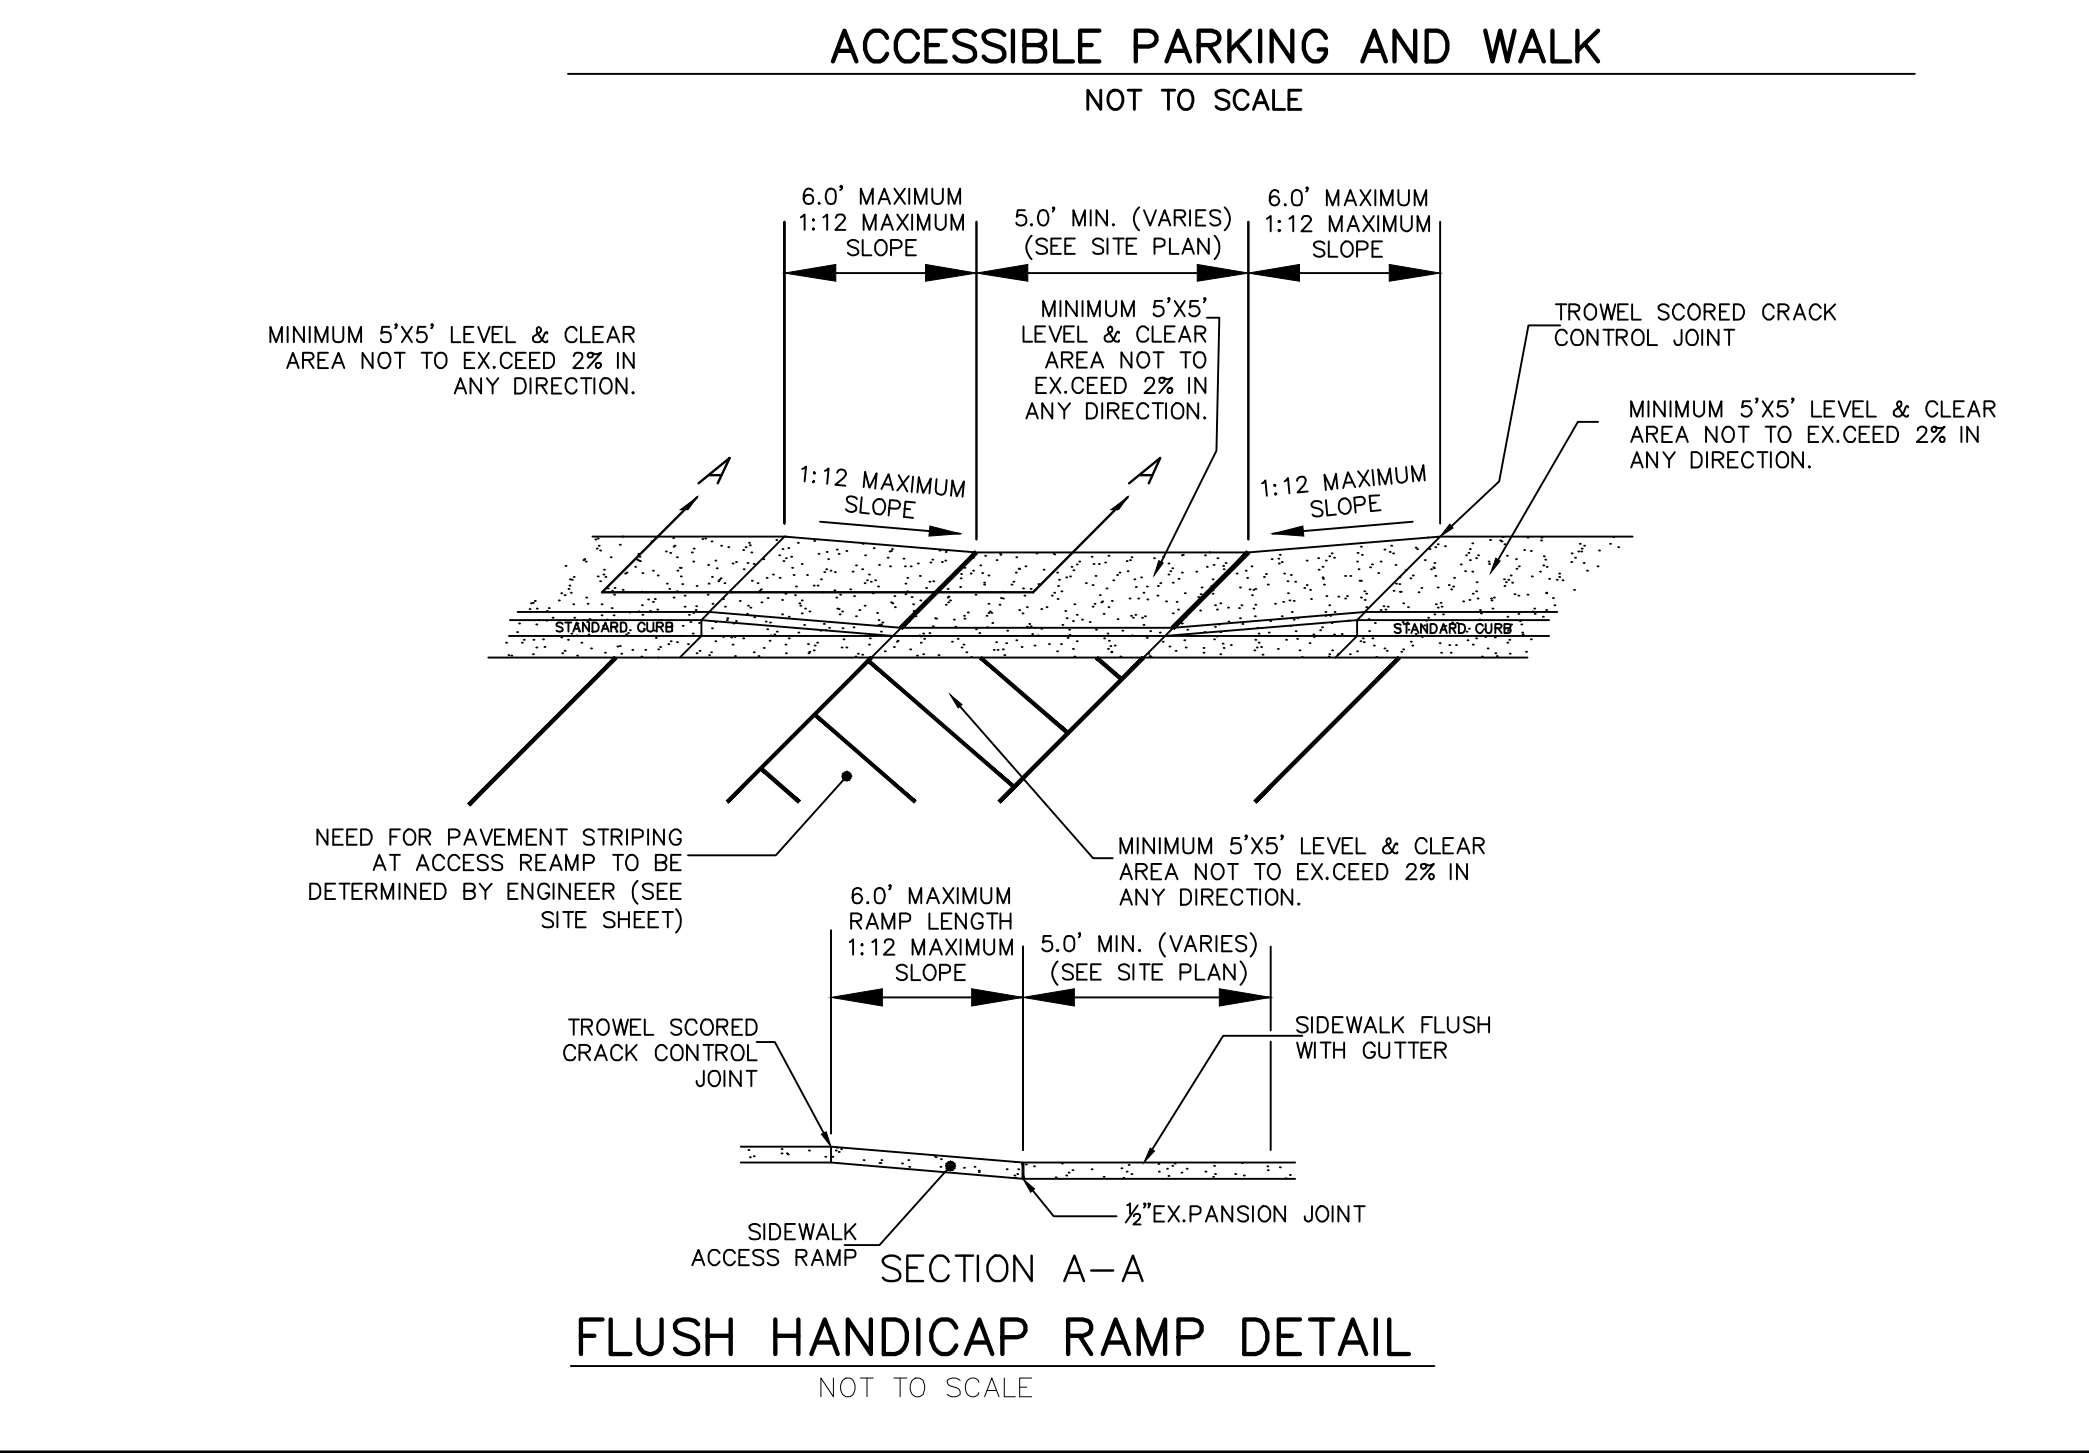 ACCESSIBLE PARKING AND WALK
NOT TO SCALE
6.0' MAXIMUM
1:12 MAXIMUM
SLOPE
5.0' MIN. (VARIES)
(SEE SITE PLAN)
6.0' MAXIMUM
1:12 MAXIMUM
SLOPE
MINIMUM 5'X5' LEVEL & CLEAR
AREA NOT TO EX.CEED 2% IN
ANY DIRECTION.
MINIMUM 5'X5'
LEVEL & CLEAR
AREA NOT TO
EX.CEED 2% IN
ANY DIRECTION.
TROWEL SCORED CRACK
CONTROL JOINT
MINIMUM 5'X5' LEVEL & CLEAR
AREA NOT TO EX.CEED 2% IN
ANY DIRECTION.
A
1:12 MAXIMUM
SLOPE
A
1:12 MAXIMUM
SLOPE
STANDARD CURB
STANDARD CURB
NEED FOR PAVEMENT STRIPING
AT ACCESS REAMP TO BE
DETERMINED BY ENGINEER (SEE
SITE SHEET)
MINIMUM 5'X5' LEVEL & CLEAR
AREA NOT TO EX.CEED 2% IN
ANY DIRECTION.
6.0' MAXIMUM
RAMP LENGTH
1:12 MAXIMUM
SLOPE
5.0' MIN. (VARIES)
(SEE SITE PLAN)
TROWEL SCORED
CRACK CONTROL
JOINT
SIDEWALK FLUSH
WITH GUTTER
½"EX.PANSION JOINT
SIDEWALK
ACCESS RAMP
SECTION A-A
FLUSH HANDICAP RAMP DETAIL
NOT TO SCALE